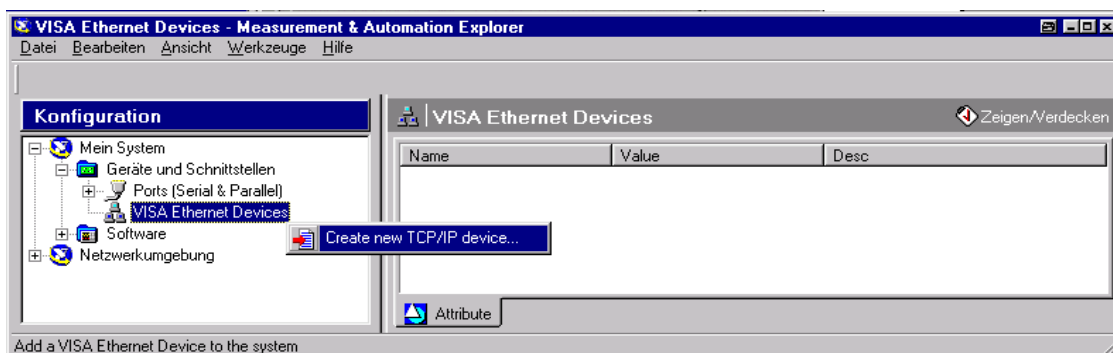 VISA Ethernet Devices - Measurement & Automation Explorer
Datei Bearbeiten Ansicht Werkzeuge Hilfe
Konfiguration
VISA Ethernet Devices
Zeigen/Verdecken
Mein System
Geräte und Schnittstellen
Ports (Serial & Parallel)
VISA Ethernet Devices
Software
Netzwerkumgebung
Create new TCP/IP device...
Name Value Desc
Attribute
Add a VISA Ethernet Device to the system